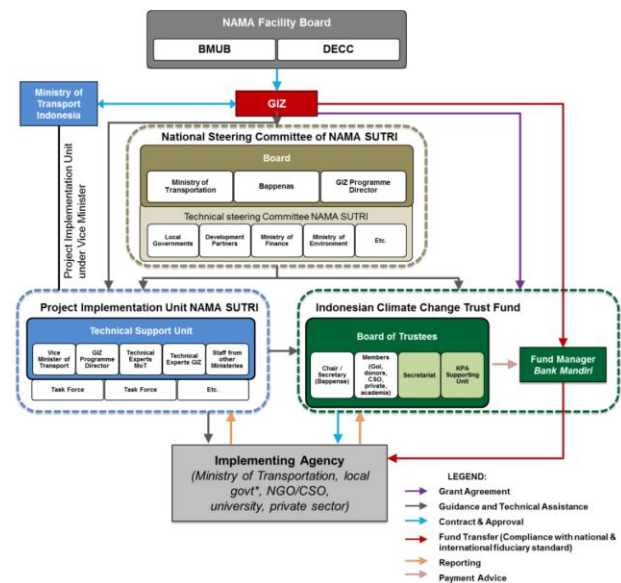 NAMA Facility Board
BMUB
DECC
Ministry of
Transport
Indonesia
GIZ
Project Implementation Unit
under Vice Minister
National Steering Committee of NAMA SUTRI
Board
Ministry of
Transportation
Bappenas
GIZ Programme
Director
Technical steering Committee NAMA SUTRI
Local
Governments
Development
Partners
Ministry of
Finance
Ministry of
Environment
Etc.
Project Implementation Unit NAMA SUTRI
Technical Support Unit
Vice
Minister of
Transport
GIZ
Programme
Director
Technical
Experts
MoT
Technical
Experts GIZ
Staff from
other
Ministeries
Task Force
Task Force
Etc.
Indonesian Climate Change Trust Fund
Board of Trustees
Chair /
Secretary
(Bappenas)
Members
(GoI,
donors,
CSO,
private,
academia)
Secretariat
KPA
Supporting
Unit
Fund Manager
Bank Mandiri
Implementing Agency
(Ministry of Transportation, local
govt*, NGO/CSO,
university, private sector)
LEGEND:
Grant Agreement
Guidance and Technical Assistance
Contract & Approval
Fund Transfer (Compliance with national &
international fiduciary standard)
Reporting
Payment Advice